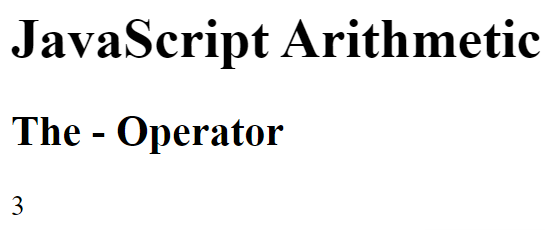 JavaScript Arithmetic
The - Operator
3